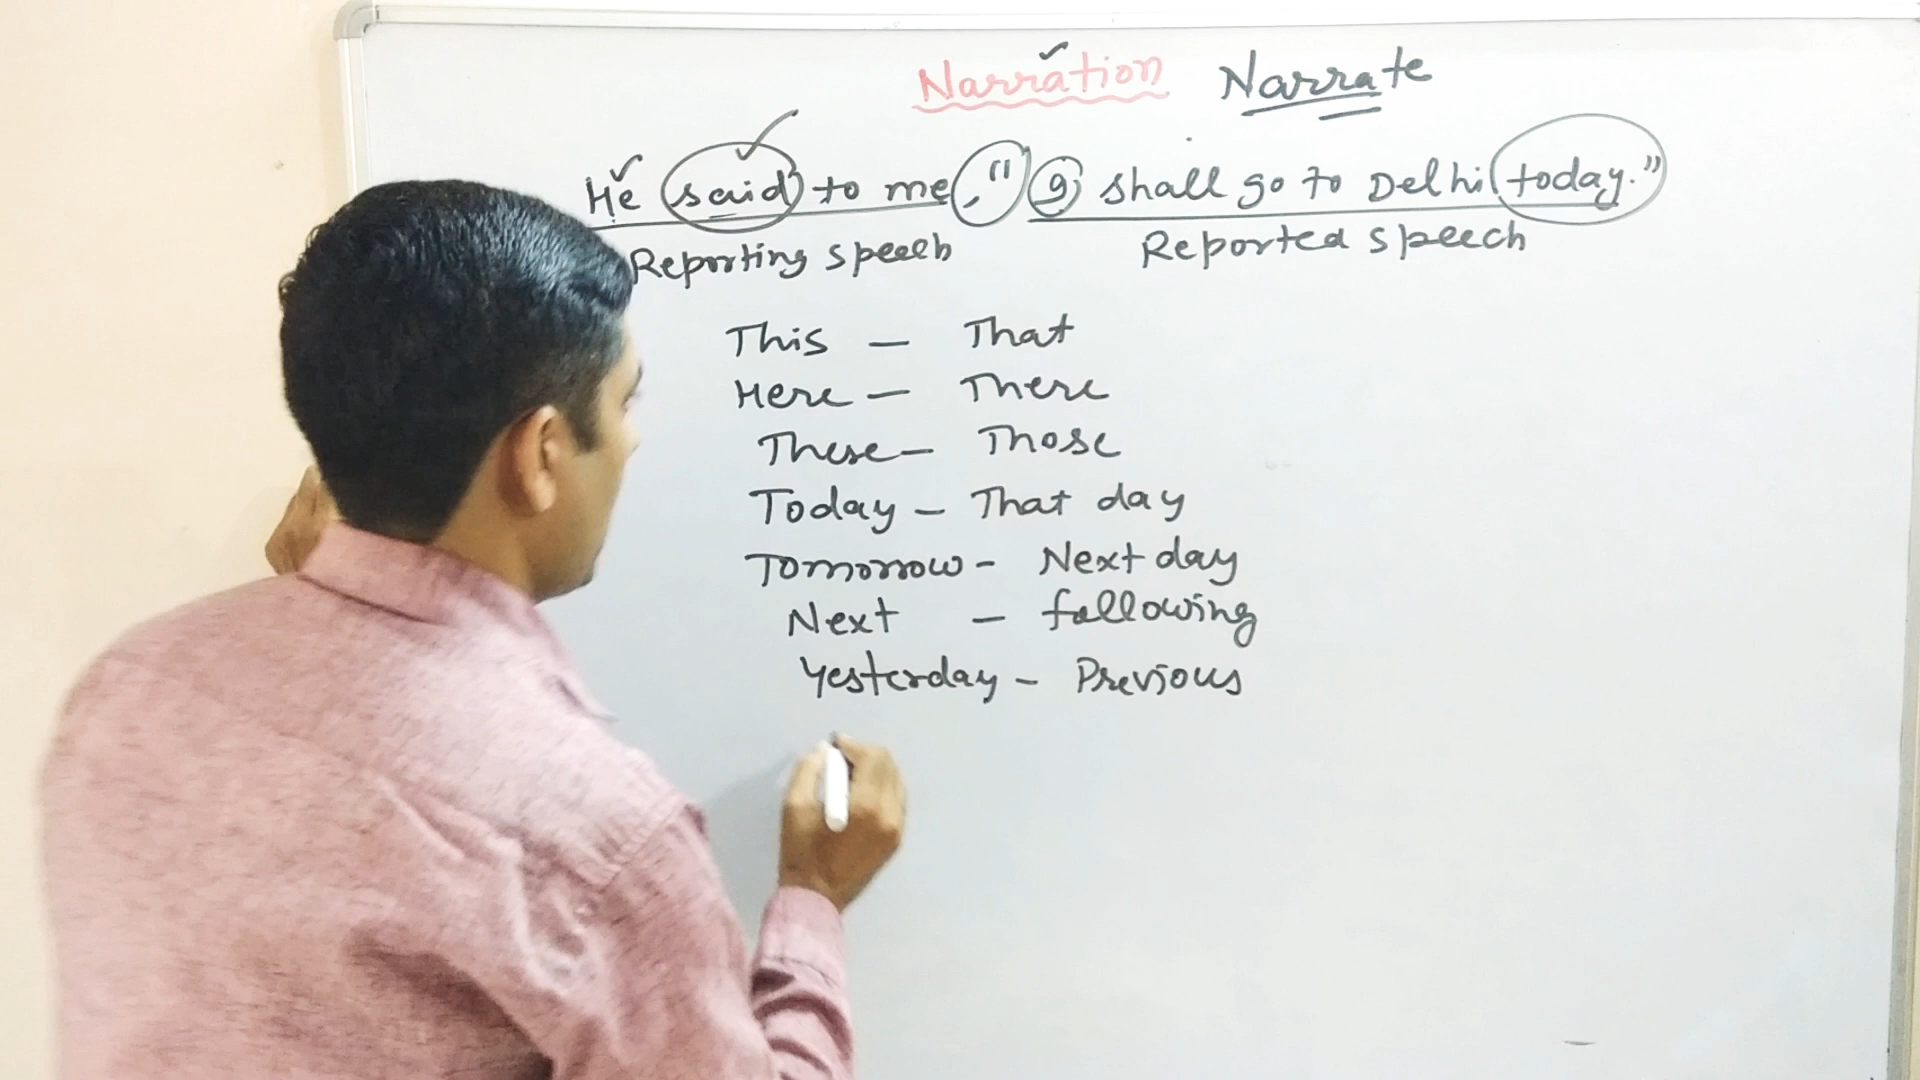 Narration Narrate
He said to me, "I shall go to Delhi today."
Reporting speech Reported speech
This - That
Here - There
These - Those
Today - That day
Tomorrow - Next day
Next - following
Yesterday - Previous